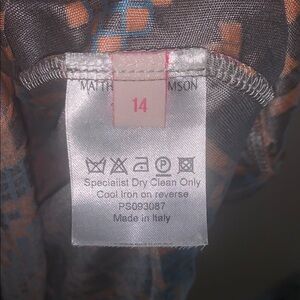 MATTH MSON
14
P
Specialist Dry Clean Only
Cool Iron on reverse
PS093087
Made in Italy